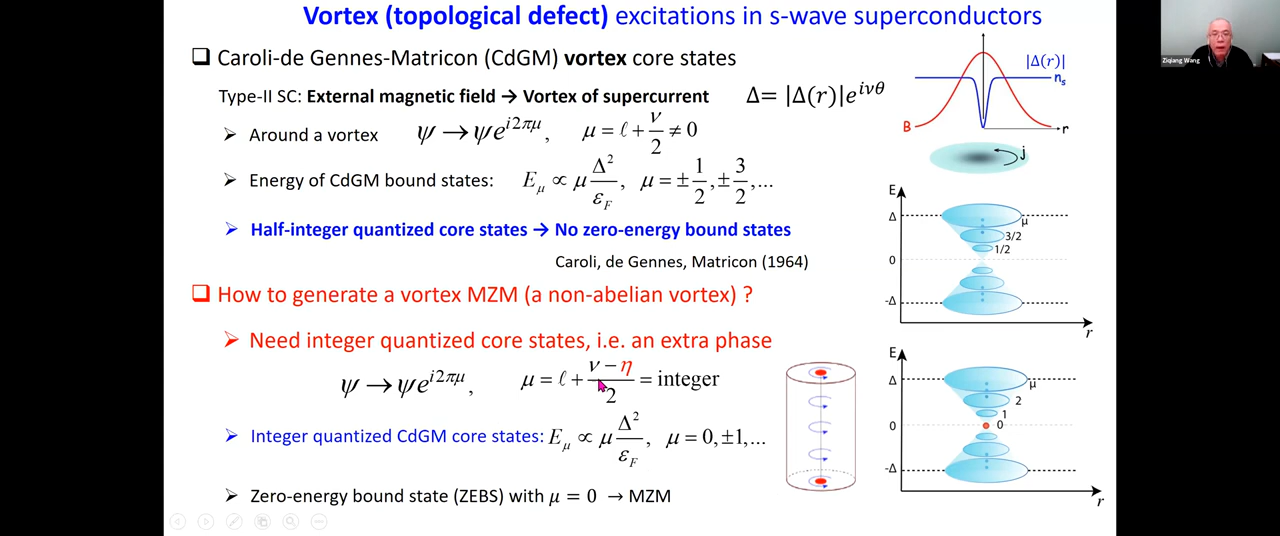 Vortex (topological defect) excitations in s-wave superconductors
❑ Caroli-de Gennes-Matricon (CdGM) vortex core states
Type-II SC: External magnetic field → Vortex of supercurrent
Δ= |Δ(r)|e^{iνθ}
➢ Around a vortex ψ → ψe^{i2πμ}, μ = ℓ + ν/2 ≠ 0
➢ Energy of CdGM bound states: E_μ ∝ μ Δ²/ε_F, μ = ±1/2, ±3/2, ...
➢ Half-integer quantized core states → No zero-energy bound states
Caroli, de Gennes, Matricon (1964)
❑ How to generate a vortex MZM (a non-abelian vortex) ?
➢ Need integer quantized core states, i.e. an extra phase
ψ → ψe^{i2πμ}, μ = ℓ + (ν − η)/2 = integer
➢ Integer quantized CdGM core states: E_μ ∝ μ Δ²/ε_F, μ = 0, ±1, ...
➢ Zero-energy bound state (ZEBS) with μ = 0 → MZM
|Δ(r)|
n_s
B
r
j
E
Δ
μ
3/2
1/2
0
-Δ
r
E
Δ
μ
2
1
0
0
-Δ
r
Ziqiang Wang